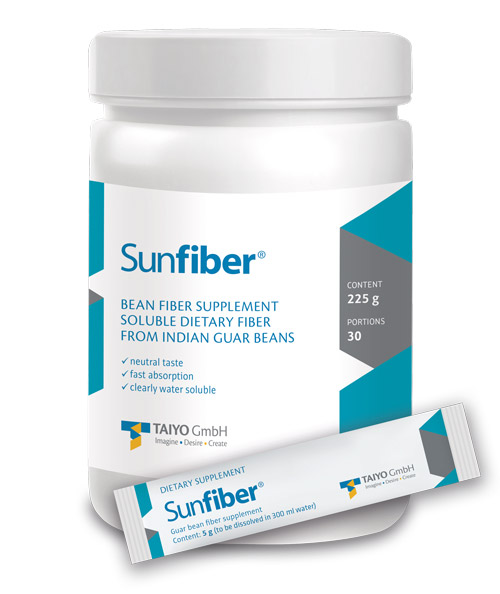 Sunfiber®
BEAN FIBER SUPPLEMENT
SOLUBLE DIETARY FIBER
FROM INDIAN GUAR BEANS
✓ neutral taste
✓ fast absorption
✓ clearly water soluble
CONTENT
225 g
PORTIONS
30
TAIYO GmbH
Imagine • Desire • Create
DIETARY SUPPLEMENT
Sunfiber®
Guar bean fiber supplement
Content: 5 g (to be dissolved in 300 ml water)
TAIYO GmbH
Imagine • Desire • Create